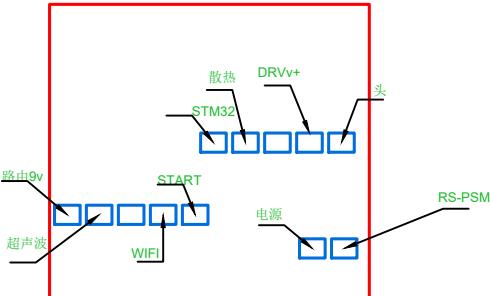 散热
DRVv+
头
STM32
路由9v
START
RS-PSM
电源
超声波
WIFI